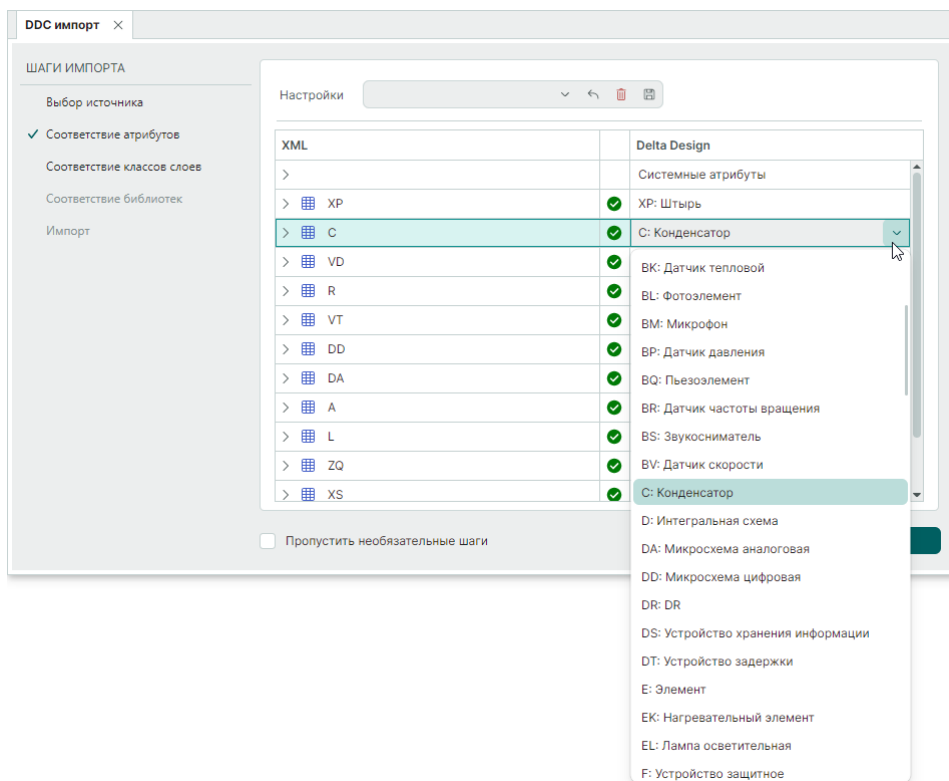 DDC импорт
ШАГИ ИМПОРТА
Выбор источника
Соответствие атрибутов
Соответствие классов слоев
Соответствие библиотек
Импорт
Настройки
XML Delta Design
Системные атрибуты
XP XP: Штырь
C C: Конденсатор
VD
R
VT
DD
DA
A
L
ZQ
XS
BK: Датчик тепловой
BL: Фотоэлемент
BM: Микрофон
BP: Датчик давления
BQ: Пьезоэлемент
BR: Датчик частоты вращения
BS: Звукосниматель
BV: Датчик скорости
C: Конденсатор
D: Интегральная схема
DA: Микросхема аналоговая
DD: Микросхема цифровая
DR: DR
DS: Устройство хранения информации
DT: Устройство задержки
E: Элемент
EK: Нагревательный элемент
EL: Лампа осветительная
F: Устройство защитное
Пропустить необязательные шаги